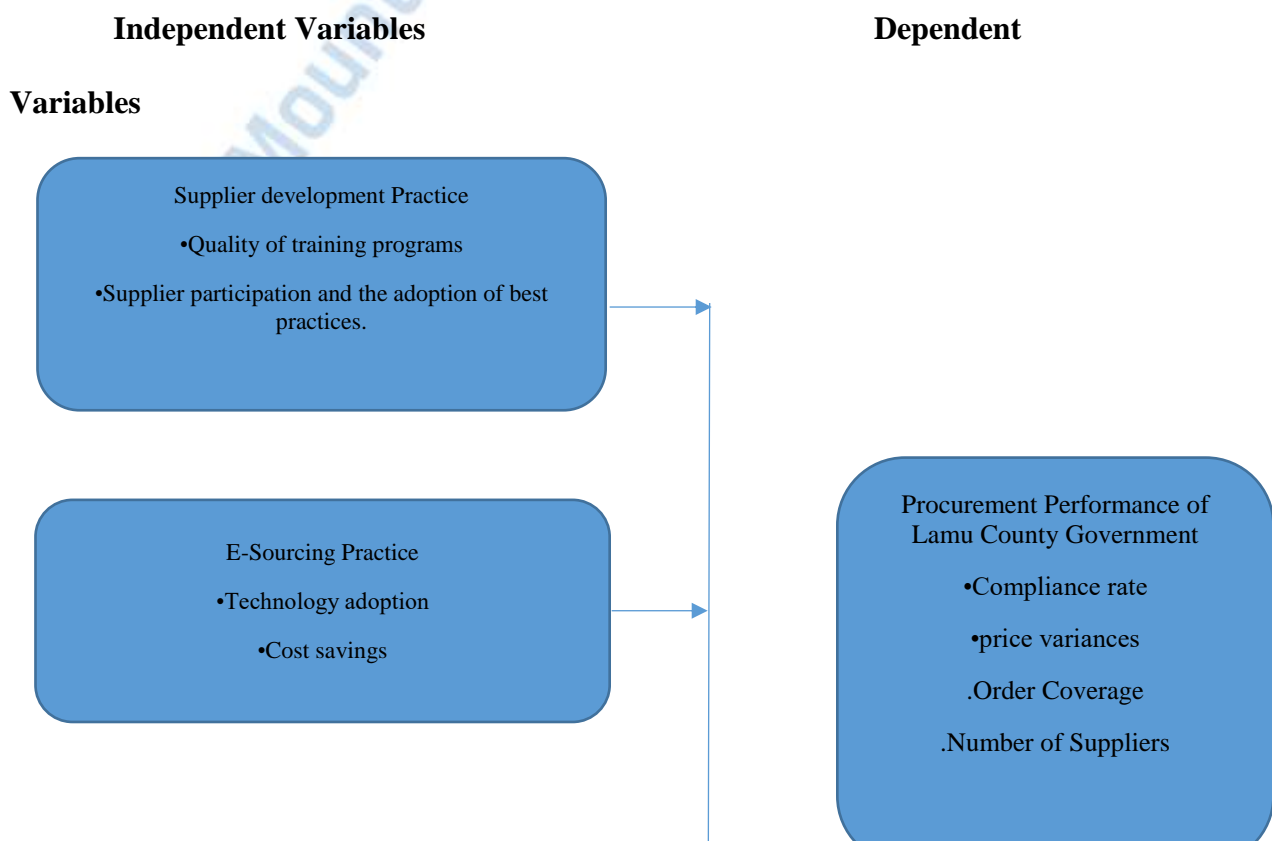 Independent Variables Dependent
Variables
Supplier development Practice
•Quality of training programs
•Supplier participation and the adoption of best
practices.
E-Sourcing Practice
•Technology adoption
•Cost savings
Procurement Performance of
Lamu County Government
•Compliance rate
•price variances
.Order Coverage
.Number of Suppliers